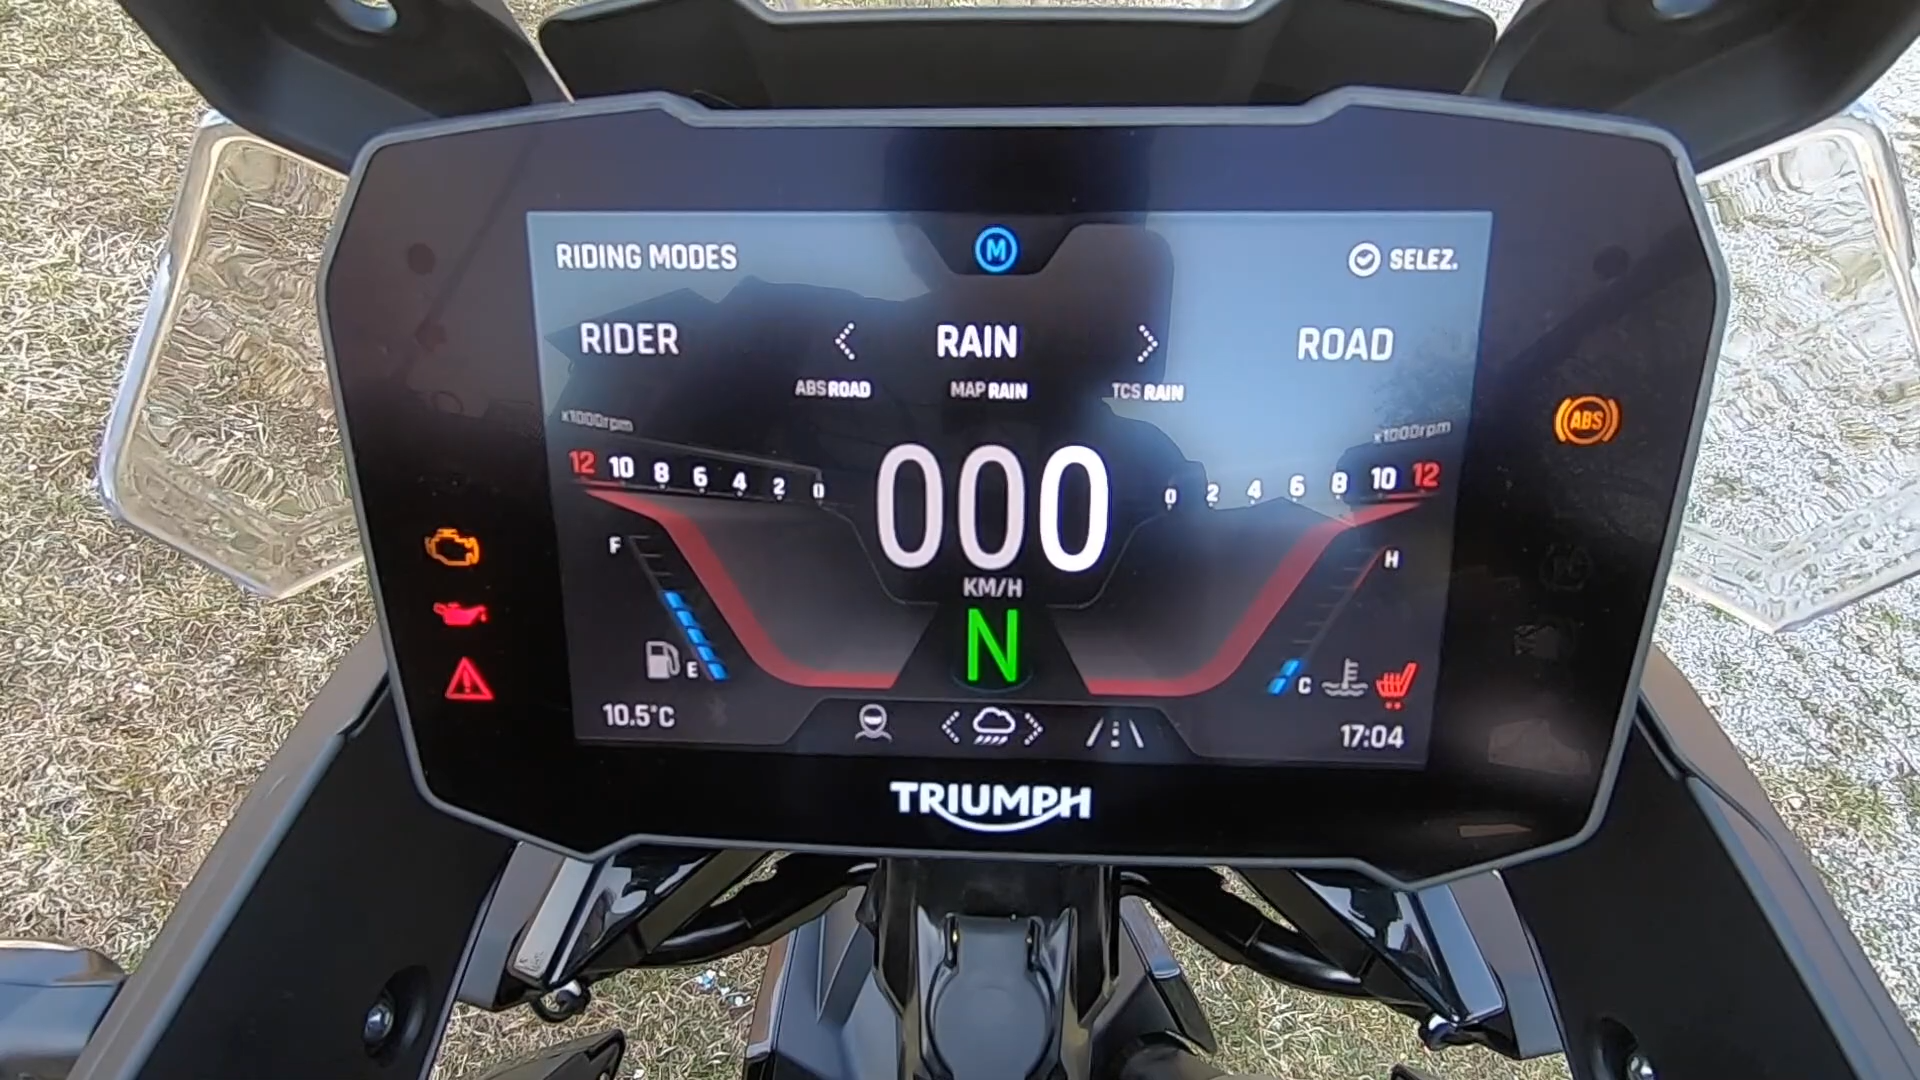 M
RIDING MODES
SELEZ.
RIDER
RAIN
ROAD
ABS ROAD
MAP RAIN
TCS RAIN
x1000rpm
12 10 8 6 4 2 0
000
KM/H
x1000rpm
0 2 4 6 8 10 12
ABS
F
E
H
C
N
10.5°C
17:04
TRIUMPH